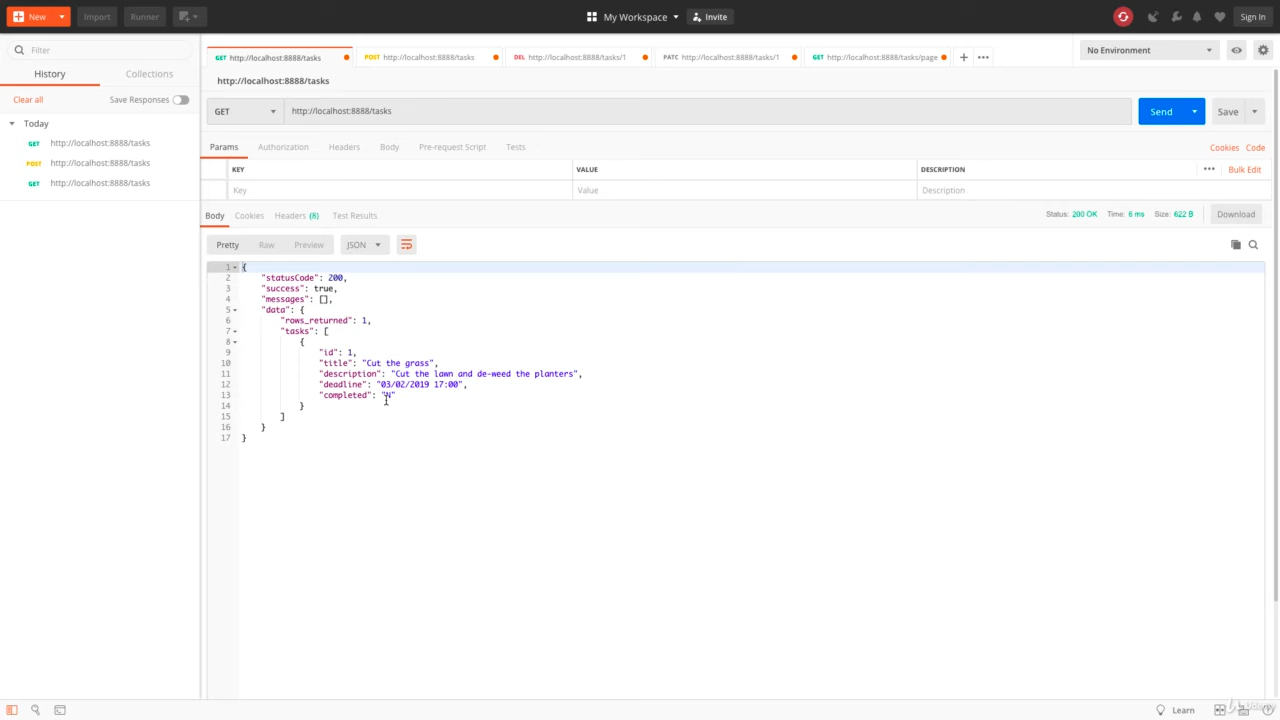 New Import Runner My Workspace Invite Sign In
Filter
History Collections
Clear all Save Responses
Today
GET http://localhost:8888/tasks
POST http://localhost:8888/tasks
GET http://localhost:8888/tasks
GET http://localhost:8888/tasks POST http://localhost:8888/tasks DEL http://localhost:8888/tasks/1 PATC http://localhost:8888/tasks/1 GET http://localhost:8888/tasks/page No Environment
http://localhost:8888/tasks
GET http://localhost:8888/tasks Send Save
Params Authorization Headers Body Pre-request Script Tests Cookies Code
KEY VALUE DESCRIPTION Bulk Edit
Key Value Description
Body Cookies Headers (8) Test Results Status: 200 OK Time: 6 ms Size: 622 B Download
Pretty Raw Preview JSON
1 {
2 "statusCode": 200,
3 "success": true,
4 "messages": [],
5 "data": {
6 "rows_returned": 1,
7 "tasks": [
8 {
9 "id": 1,
10 "title": "Cut the grass",
11 "description": "Cut the lawn and de-weed the planters",
12 "deadline": "03/02/2019 17:00",
13 "completed": "N"
14 }
15 ]
16 }
17 }
Learn